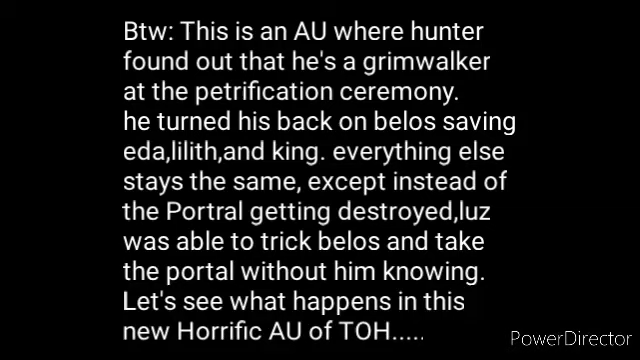 Btw: This is an AU where hunter
found out that he's a grimwalker
at the petrification ceremony.
he turned his back on belos saving
eda,lilith,and king. everything else
stays the same, except instead of
the Portral getting destroyed,luz
was able to trick belos and take
the portal without him knowing.
Let's see what happens in this
new Horrific AU of TOH.....
PowerDirector